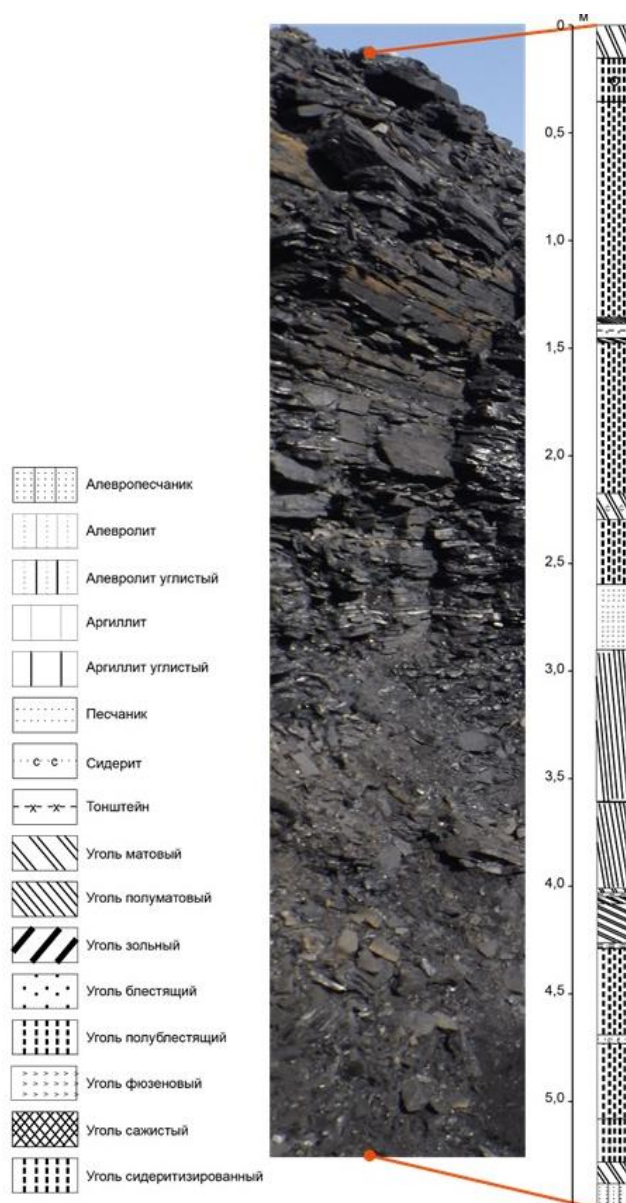 м
0
0,5
1,0
1,5
2,0
2,5
3,0
3,5
4,0
4,5
5,0
Алевропесчаник
Алевролит
Алевролит углистый
Аргиллит
Аргиллит углистый
Песчаник
с с
Сидерит
х х
Тонштейн
Уголь матовый
Уголь полуматовый
Уголь зольный
Уголь блестящий
Уголь полублестящий
Уголь фюзеновый
Уголь сажистый
Уголь сидеритизированный